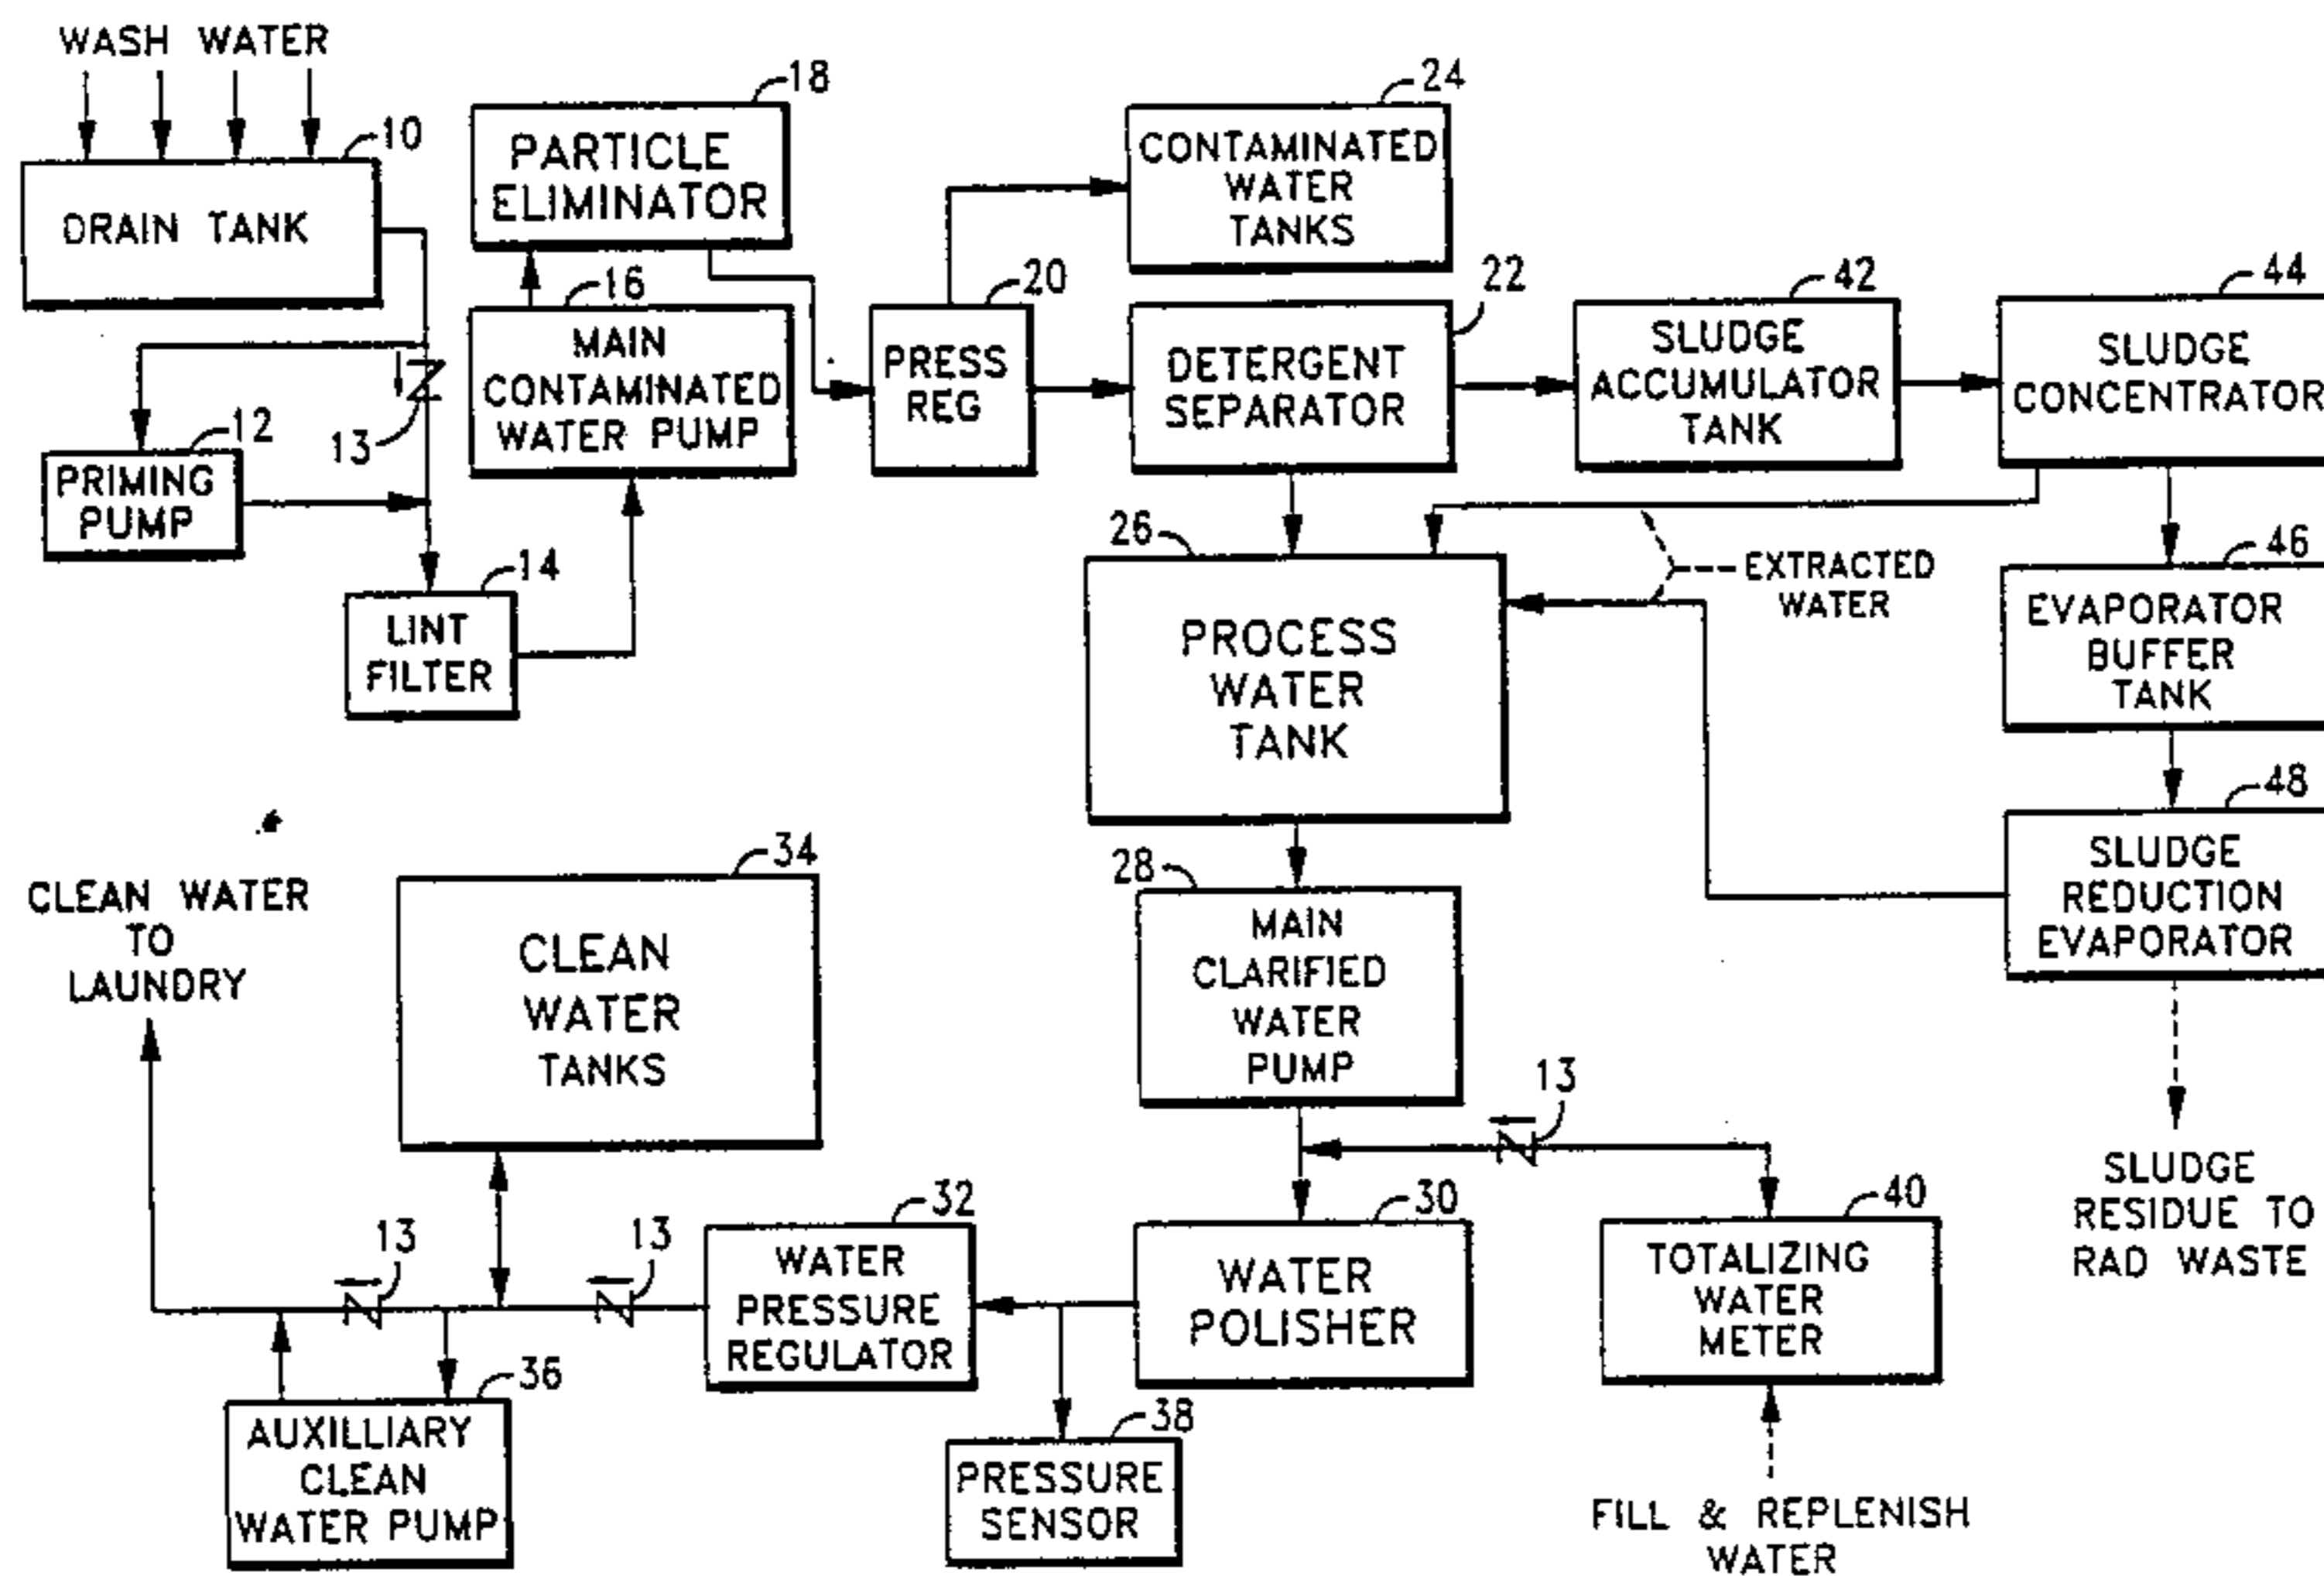 WASH WATER
10
DRAIN TANK
18
PARTICLE
ELIMINATOR
24
CONTAMINATED
WATER
TANKS
16
MAIN
CONTAMINATED
WATER PUMP
20
PRESS
REG
22
DETERGENT
SEPARATOR
42
SLUDGE
ACCUMULATOR
TANK
44
SLUDGE
CONCENTRATOR
13
12
PRIMING
PUMP
14
LINT
FILTER
26
PROCESS
WATER
TANK
EXTRACTED
WATER
46
EVAPORATOR
BUFFER
TANK
48
SLUDGE
REDUCTION
EVAPORATOR
SLUDGE
RESIDUE TO
RAD WASTE
28
MAIN
CLARIFIED
WATER
PUMP
13
34
CLEAN
WATER
TANKS
CLEAN WATER
TO
LAUNDRY
13
13
32
WATER
PRESSURE
REGULATOR
30
WATER
POLISHER
40
TOTALIZING
WATER
METER
36
AUXILLIARY
CLEAN
WATER PUMP
38
PRESSURE
SENSOR
FILL & REPLENISH
WATER